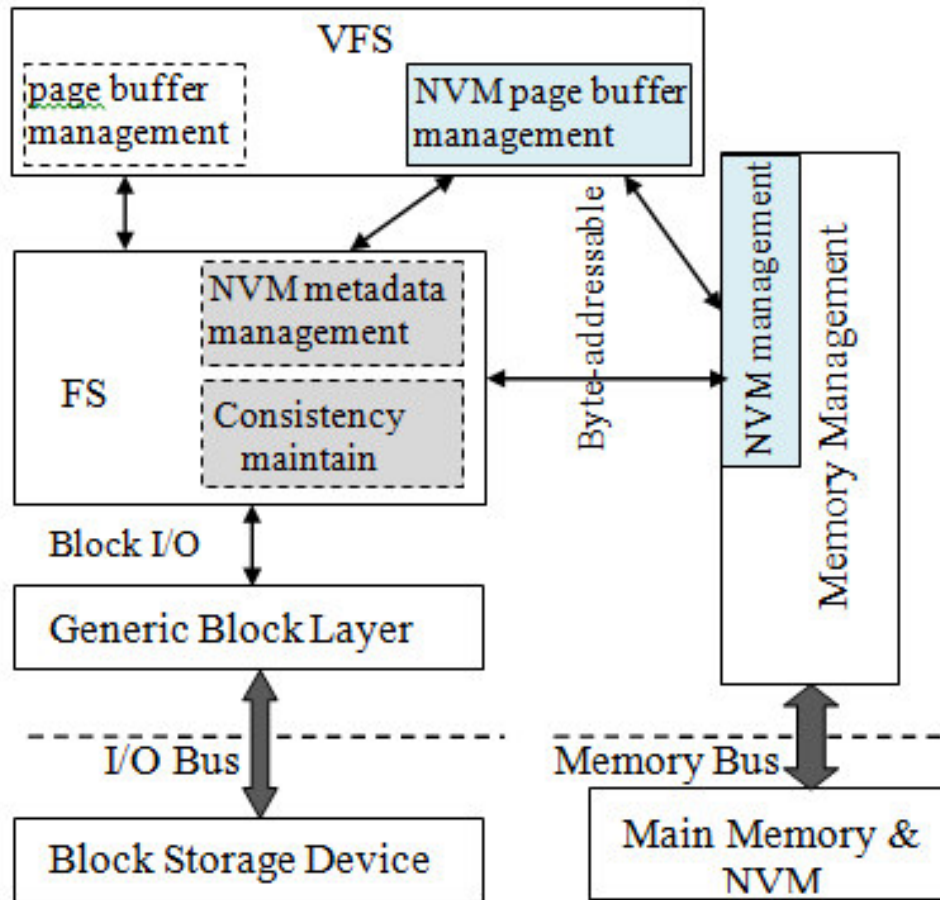 VFS
page buffer
management
NVM page buffer
management
NVM metadata
management
FS
Consistency
maintain
Byte-addressable
NVM management
Memory Management
Block I/O
Generic Block Layer
I/O Bus
Memory Bus
Block Storage Device
Main Memory &
NVM